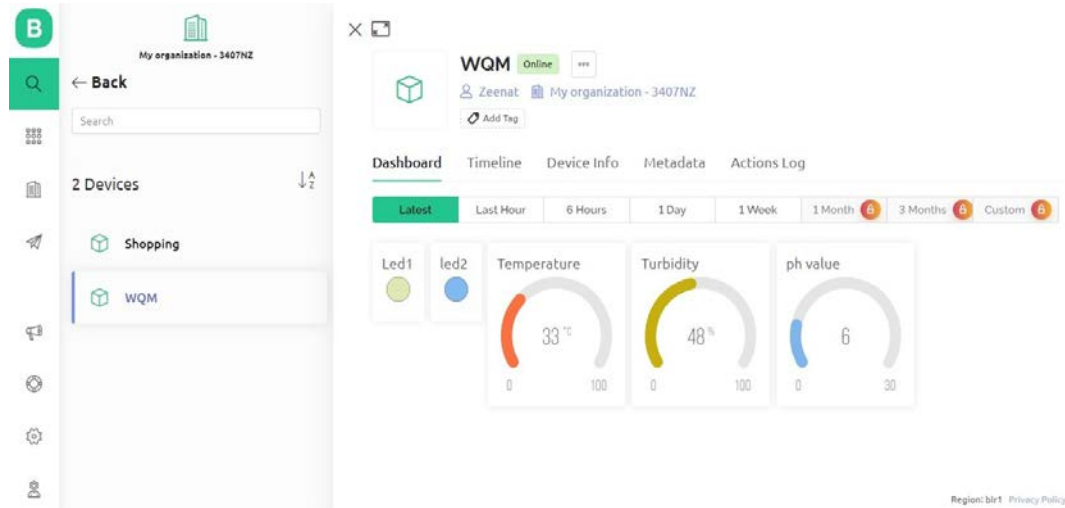 B
My organization - 3407NZ
← Back
Search
2 Devices
A
Z
Shopping
WQM
WQM Online
Zeenat My organization - 3407NZ
Add Tag
Dashboard Timeline Device Info Metadata Actions Log
Latest Last Hour 6 Hours 1 Day 1 Week 1 Month 3 Months Custom
Led1 led2 Temperature Turbidity ph value
33 °C 48 % 6
0 100 0 100 0 30
Region: blr1 Privacy Policy